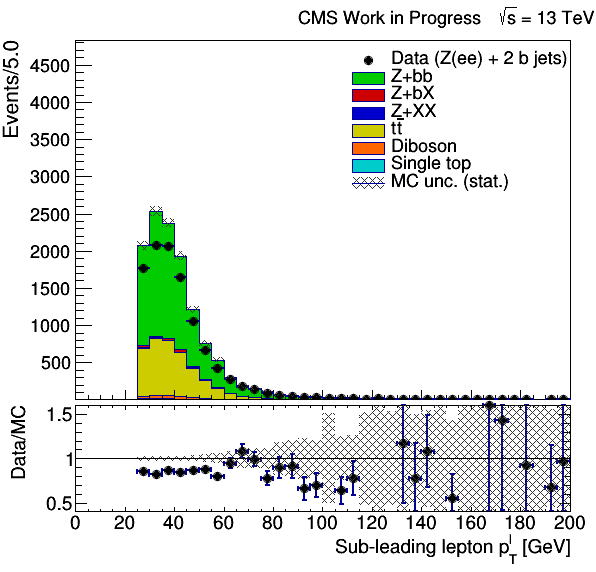 CMS Work in Progress √s = 13 TeV
Events/5.0
4500
4000
3500
3000
2500
2000
1500
1000
500
Data (Z(ee) + 2 b jets)
Z+bb
Z+bX
Z+XX
tt̄
Diboson
Single top
MC unc. (stat.)
Data/MC
1.5
1
0.5
0 20 40 60 80 100 120 140 160 180 200
Sub-leading lepton p_T^l [GeV]